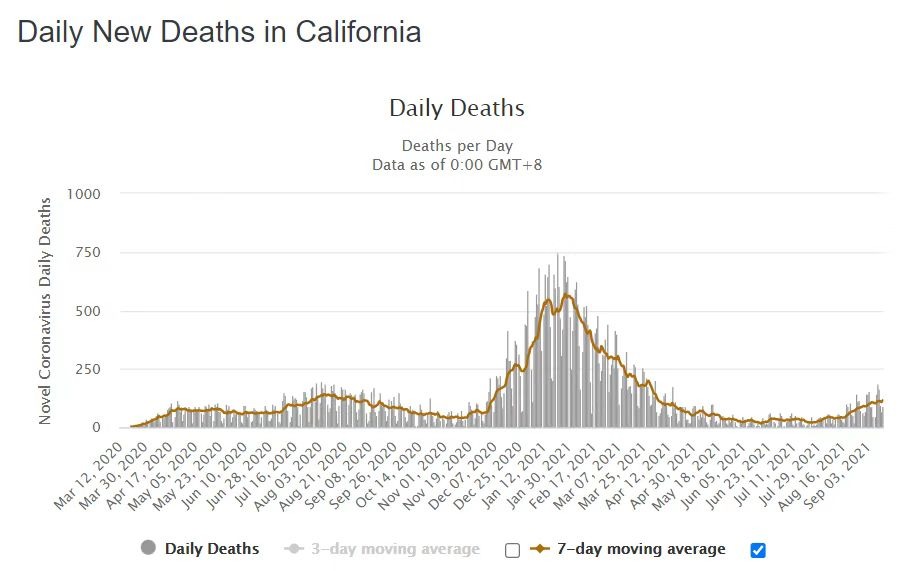 Daily New Deaths in California
Daily Deaths
Deaths per Day
Data as of 0:00 GMT+8
Novel Coronavirus Daily Deaths
1000
750
500
250
0
Mar 12, 2020
Mar 30, 2020
Apr 17, 2020
May 05, 2020
May 23, 2020
Jun 10, 2020
Jun 28, 2020
Jul 16, 2020
Aug 03, 2020
Aug 21, 2020
Sep 08, 2020
Sep 26, 2020
Oct 14, 2020
Nov 01, 2020
Nov 19, 2020
Dec 07, 2020
Dec 25, 2020
Jan 12, 2021
Jan 30, 2021
Feb 17, 2021
Mar 07, 2021
Mar 25, 2021
Apr 12, 2021
Apr 30, 2021
May 18, 2021
Jun 05, 2021
Jun 23, 2021
Jul 11, 2021
Jul 29, 2021
Aug 16, 2021
Sep 03, 2021
Daily Deaths
3-day moving average
7-day moving average